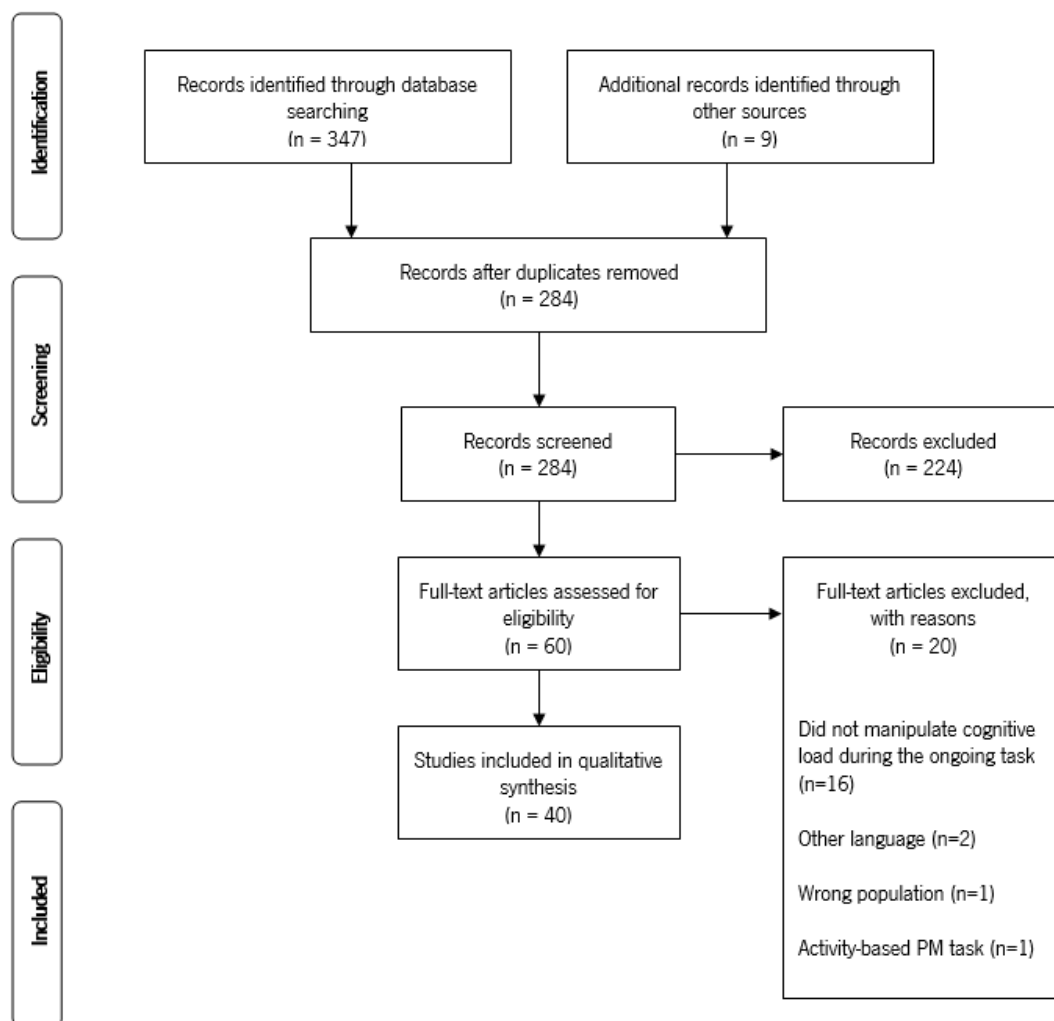 Identification
Records identified through database
searching
(n = 347)
Additional records identified through
other sources
(n = 9)
Records after duplicates removed
(n = 284)
Screening
Records screened
(n = 284)
Records excluded
(n = 224)
Eligibility
Full-text articles assessed for
eligibility
(n = 60)
Full-text articles excluded,
with reasons
(n = 20)
Did not manipulate cognitive
load during the ongoing task
(n=16)
Other language (n=2)
Wrong population (n=1)
Activity-based PM task (n=1)
Included
Studies included in qualitative
synthesis
(n = 40)